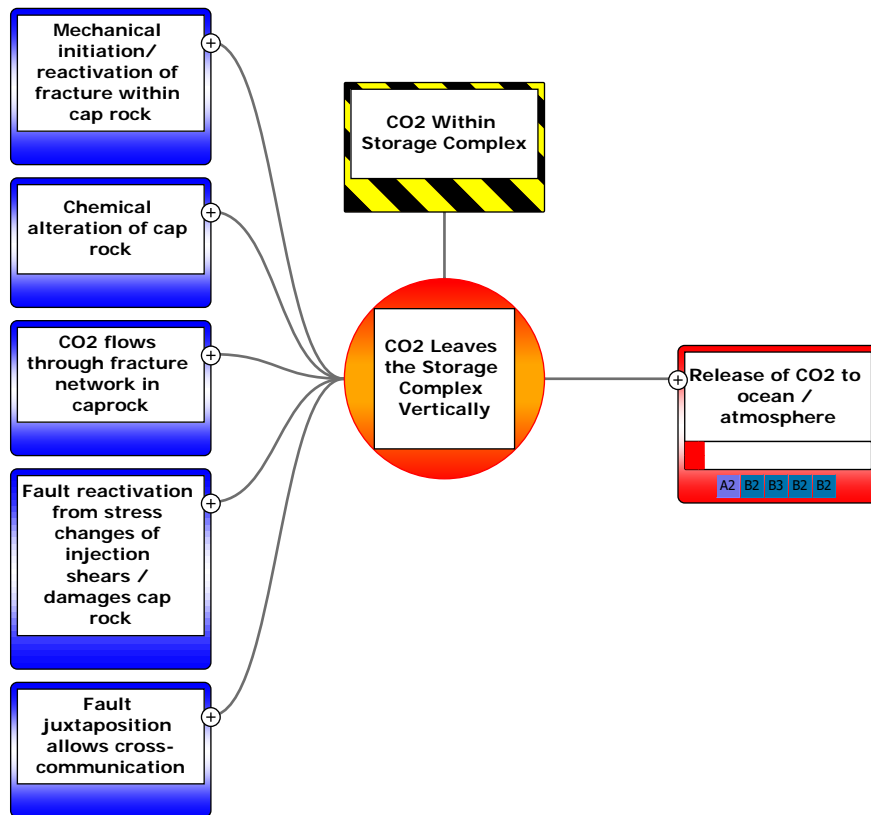 Mechanical
initiation/
reactivation of
fracture within
cap rock
Chemical
alteration of cap
rock
CO2 flows
through fracture
network in
caprock
Fault reactivation
from stress
changes of
injection
shears /
damages cap
rock
Fault
juxtaposition
allows cross-
communication
CO2 Within
Storage Complex
CO2 Leaves
the Storage
Complex
Vertically
Release of CO2 to
ocean /
atmosphere
A2 B2 B3 B2 B2